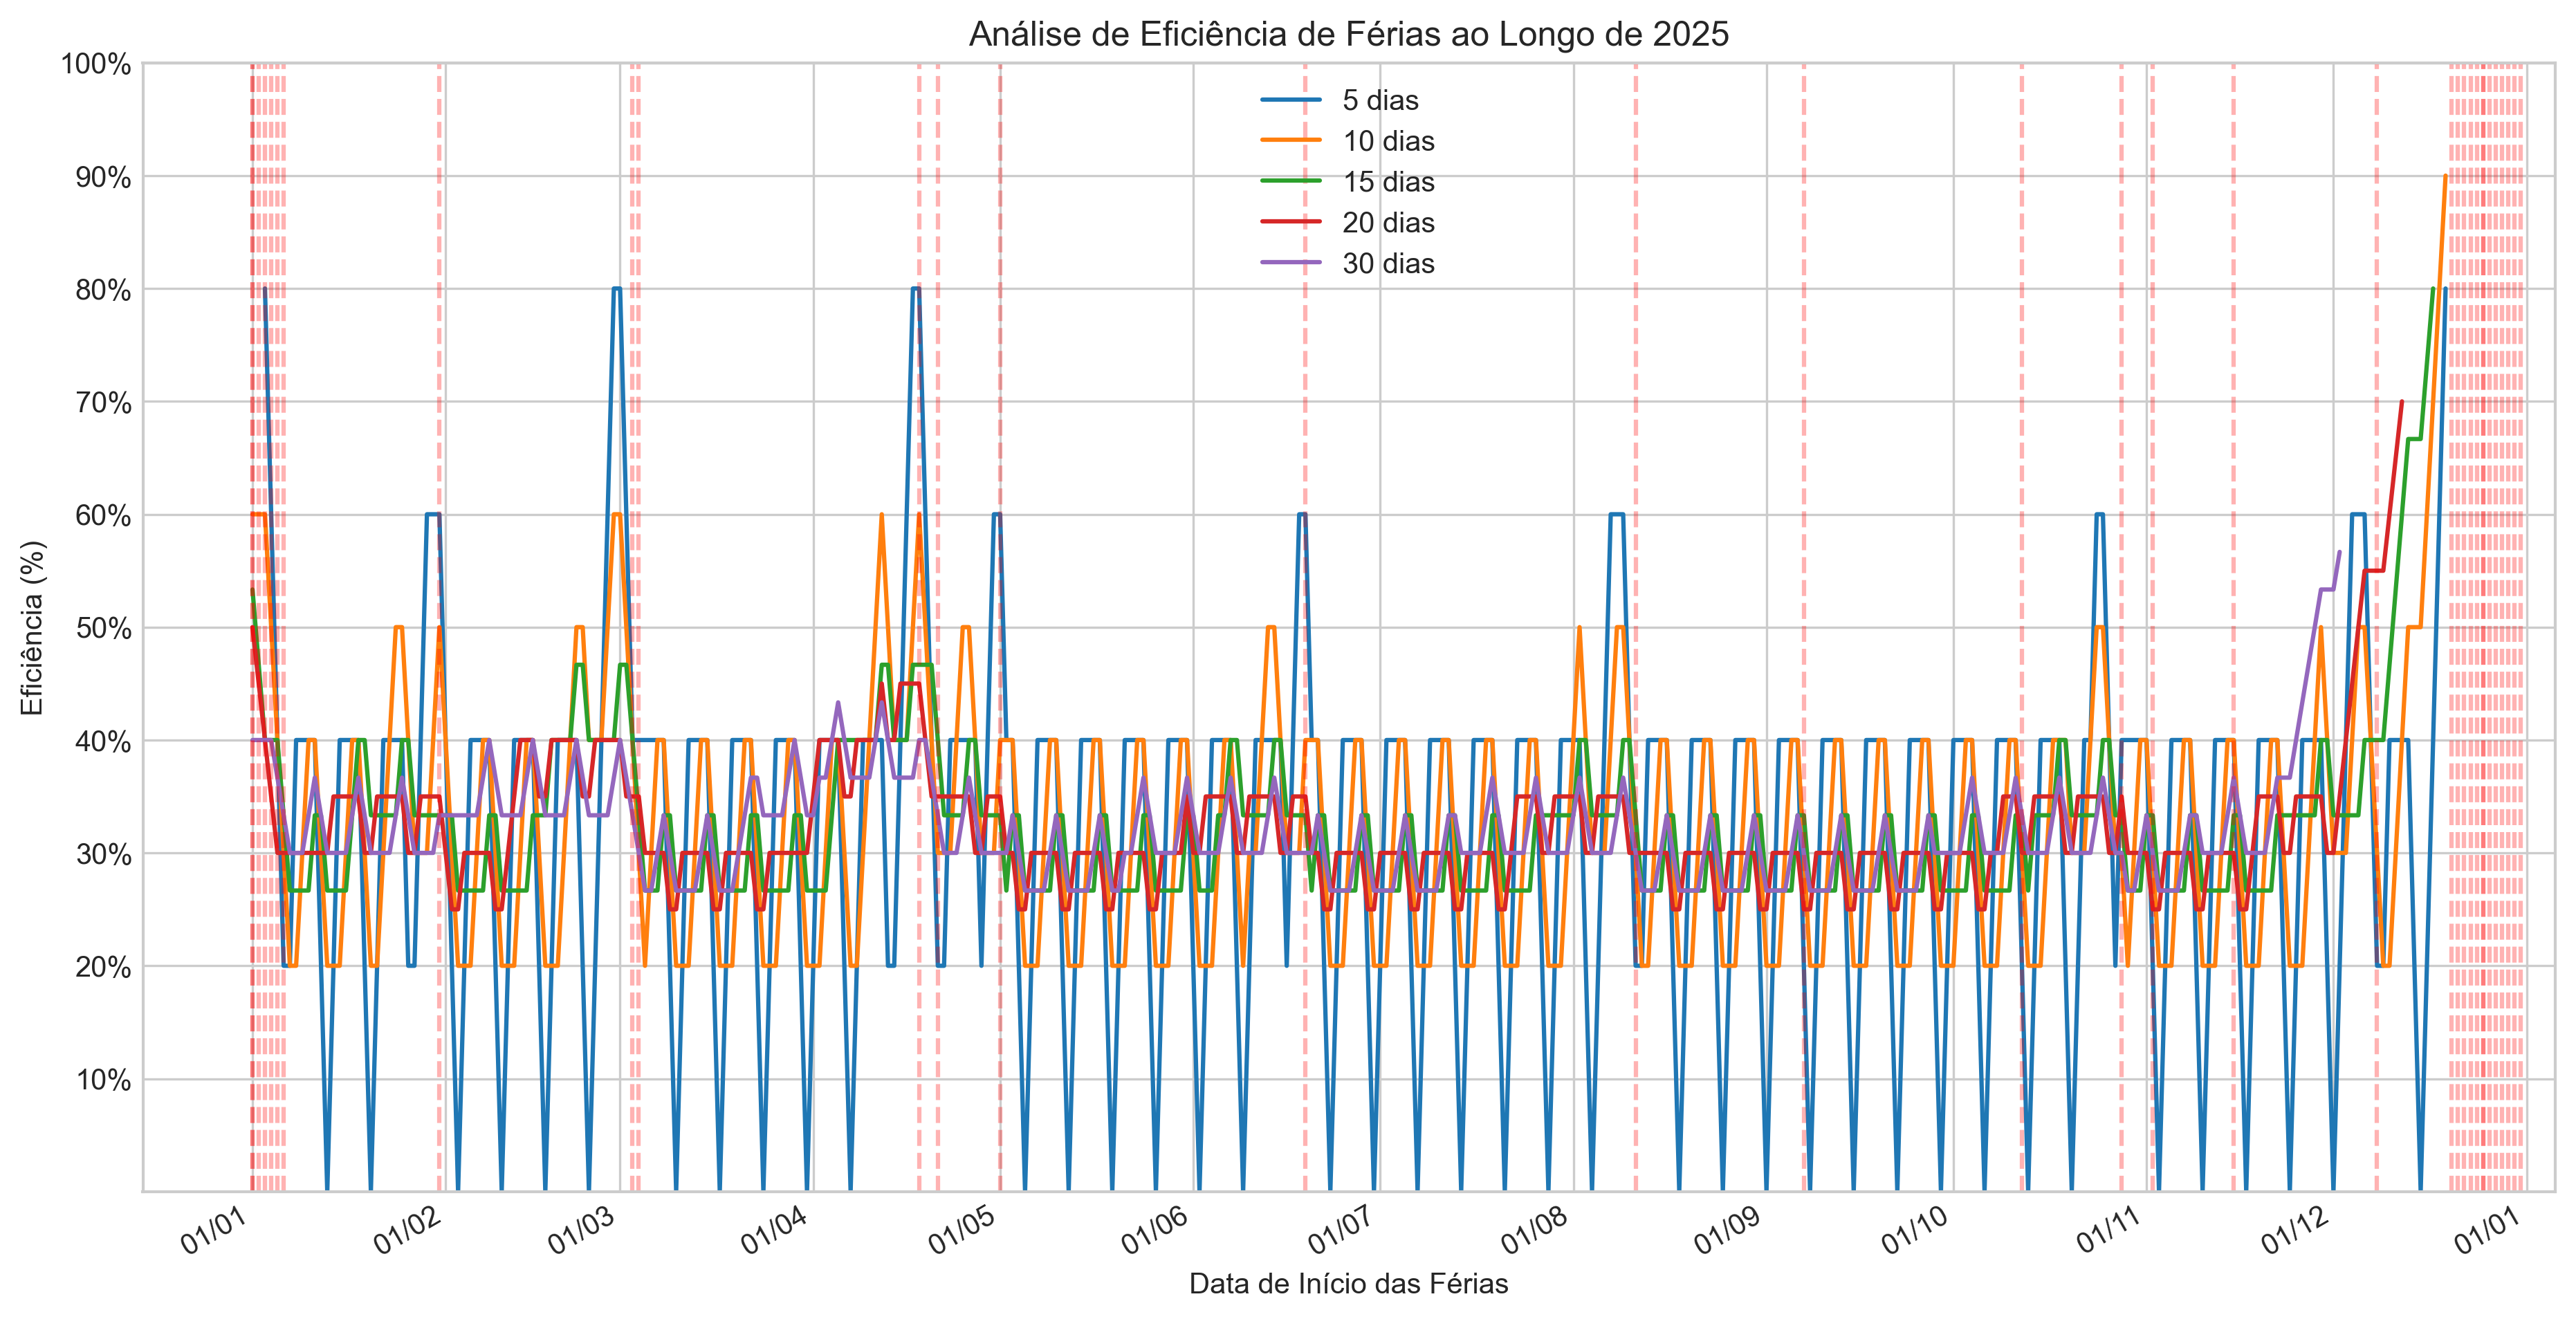 Análise de Eficiência de Férias ao Longo de 2025
100%
90%
80%
70%
60%
50%
40%
30%
20%
10%
Eficiência (%)
5 dias
10 dias
15 dias
20 dias
30 dias
01/01
01/02
01/03
01/04
01/05
01/06
01/07
01/08
01/09
01/10
01/11
01/12
01/01
Data de Início das Férias